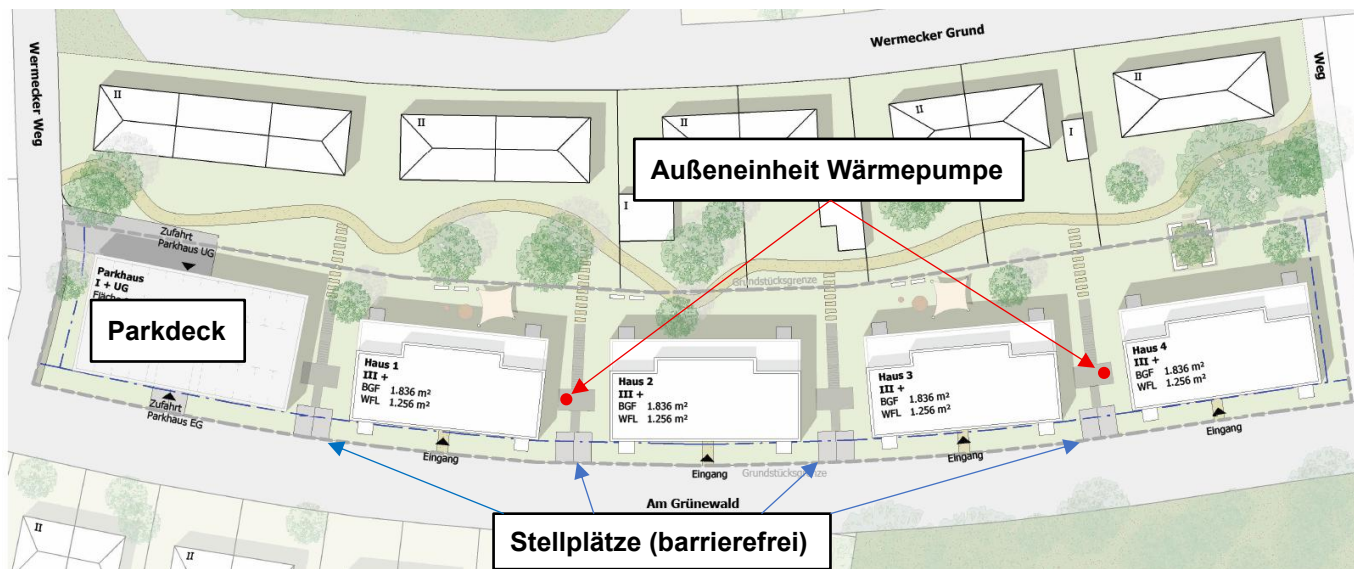 Wermecker Grund
Weg
Wermecker Weg
II
II
II
II
II
I
I
Außeneinheit Wärmepumpe
Zufahrt
Parkhaus UG
Parkhaus
I + UG
Parkdeck
Grundstücksgrenze
Haus 1
III +
BGF 1.836 m²
WFL 1.256 m²
Haus 2
III +
BGF 1.836 m²
WFL 1.256 m²
Haus 3
III +
BGF 1.836 m²
WFL 1.256 m²
Haus 4
III +
BGF 1.836 m²
WFL 1.256 m²
Zufahrt
Parkhaus EG
Eingang
Eingang
Eingang
Eingang
Grundstücksgrenze
Am Grünewald
Stellplätze (barrierefrei)
II
II